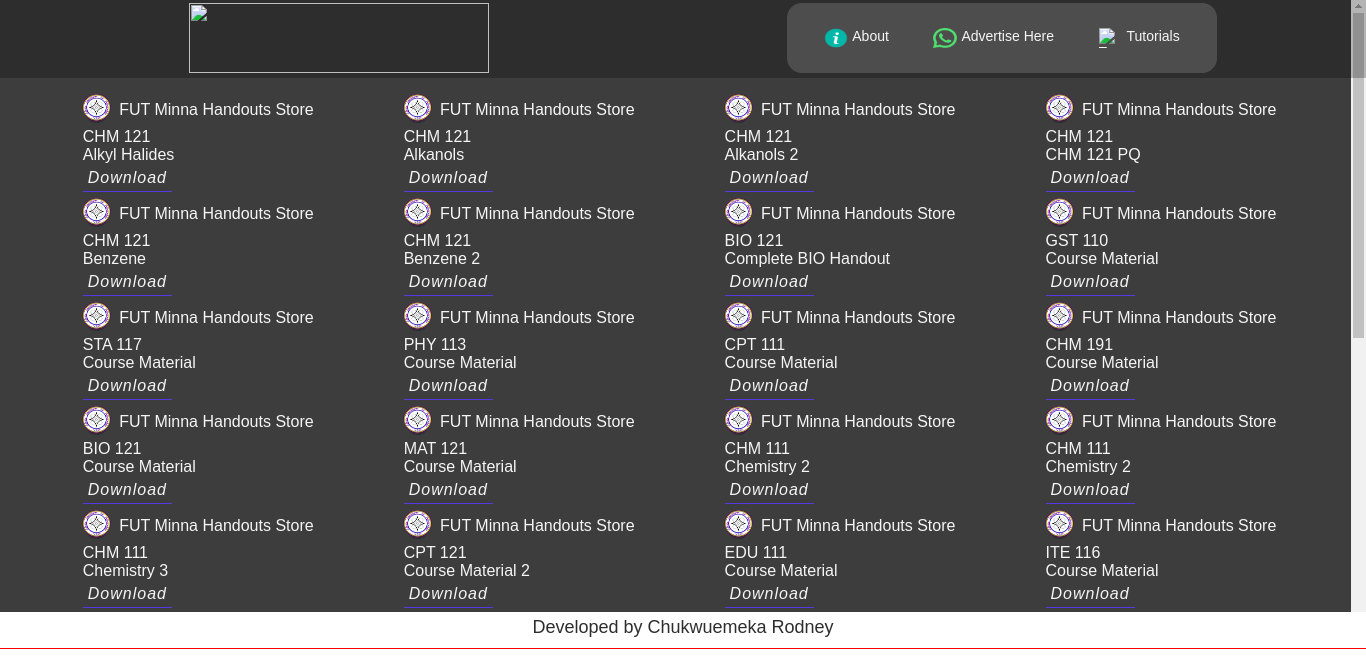 About
Advertise Here
Tutorials
FUT Minna Handouts Store
CHM 121
Alkyl Halides
Download
FUT Minna Handouts Store
CHM 121
Alkanols
Download
FUT Minna Handouts Store
CHM 121
Alkanols 2
Download
FUT Minna Handouts Store
CHM 121
CHM 121 PQ
Download
FUT Minna Handouts Store
CHM 121
Benzene
Download
FUT Minna Handouts Store
CHM 121
Benzene 2
Download
FUT Minna Handouts Store
BIO 121
Complete BIO Handout
Download
FUT Minna Handouts Store
GST 110
Course Material
Download
FUT Minna Handouts Store
STA 117
Course Material
Download
FUT Minna Handouts Store
PHY 113
Course Material
Download
FUT Minna Handouts Store
CPT 111
Course Material
Download
FUT Minna Handouts Store
CHM 191
Course Material
Download
FUT Minna Handouts Store
BIO 121
Course Material
Download
FUT Minna Handouts Store
MAT 121
Course Material
Download
FUT Minna Handouts Store
CHM 111
Chemistry 2
Download
FUT Minna Handouts Store
CHM 111
Chemistry 2
Download
FUT Minna Handouts Store
CHM 111
Chemistry 3
Download
FUT Minna Handouts Store
CPT 121
Course Material 2
Download
FUT Minna Handouts Store
EDU 111
Course Material
Download
FUT Minna Handouts Store
ITE 116
Course Material
Download
Developed by Chukwuemeka Rodney